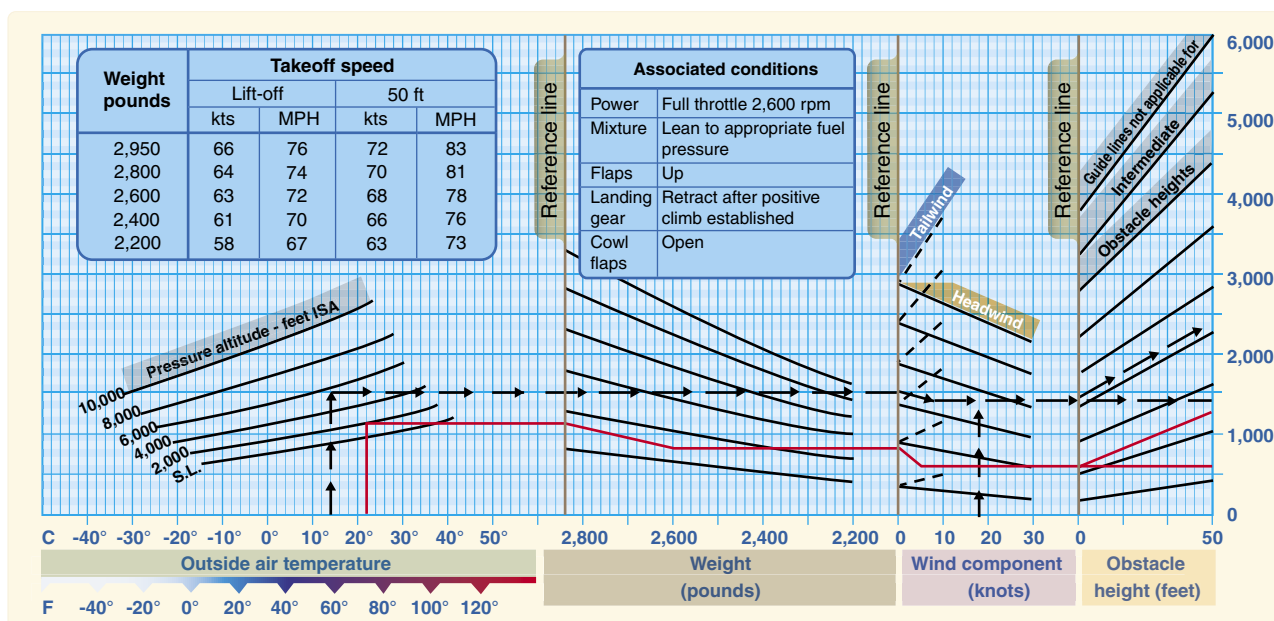 Weight pounds
Takeoff speed
Lift-off 50 ft
kts MPH kts MPH
2,950 66 76 72 83
2,800 64 74 70 81
2,600 63 72 68 78
2,400 61 70 66 76
2,200 58 67 63 73
Reference line
Associated conditions
Power Full throttle 2,600 rpm
Mixture Lean to appropriate fuel
pressure
Flaps Up
Landing Retract after positive
gear climb established
Cowl Open
flaps
Reference line
Tailwind
Headwind
Reference line
Guide lines not applicable for
Intermediate
Obstacle heights
6,000
5,000
4,000
3,000
2,000
1,000
0
Pressure altitude - feet ISA
10,000
8,000
6,000
4,000
2,000
S.L.
C -40° -30° -20° -10° 0° 10° 20° 30° 40° 50° 2,800 2,600 2,400 2,200 0 10 20 30 0 50
Outside air temperature
F -40° -20° 0° 20° 40° 60° 80° 100° 120°
Weight
(pounds)
Wind component
(knots)
Obstacle
height (feet)